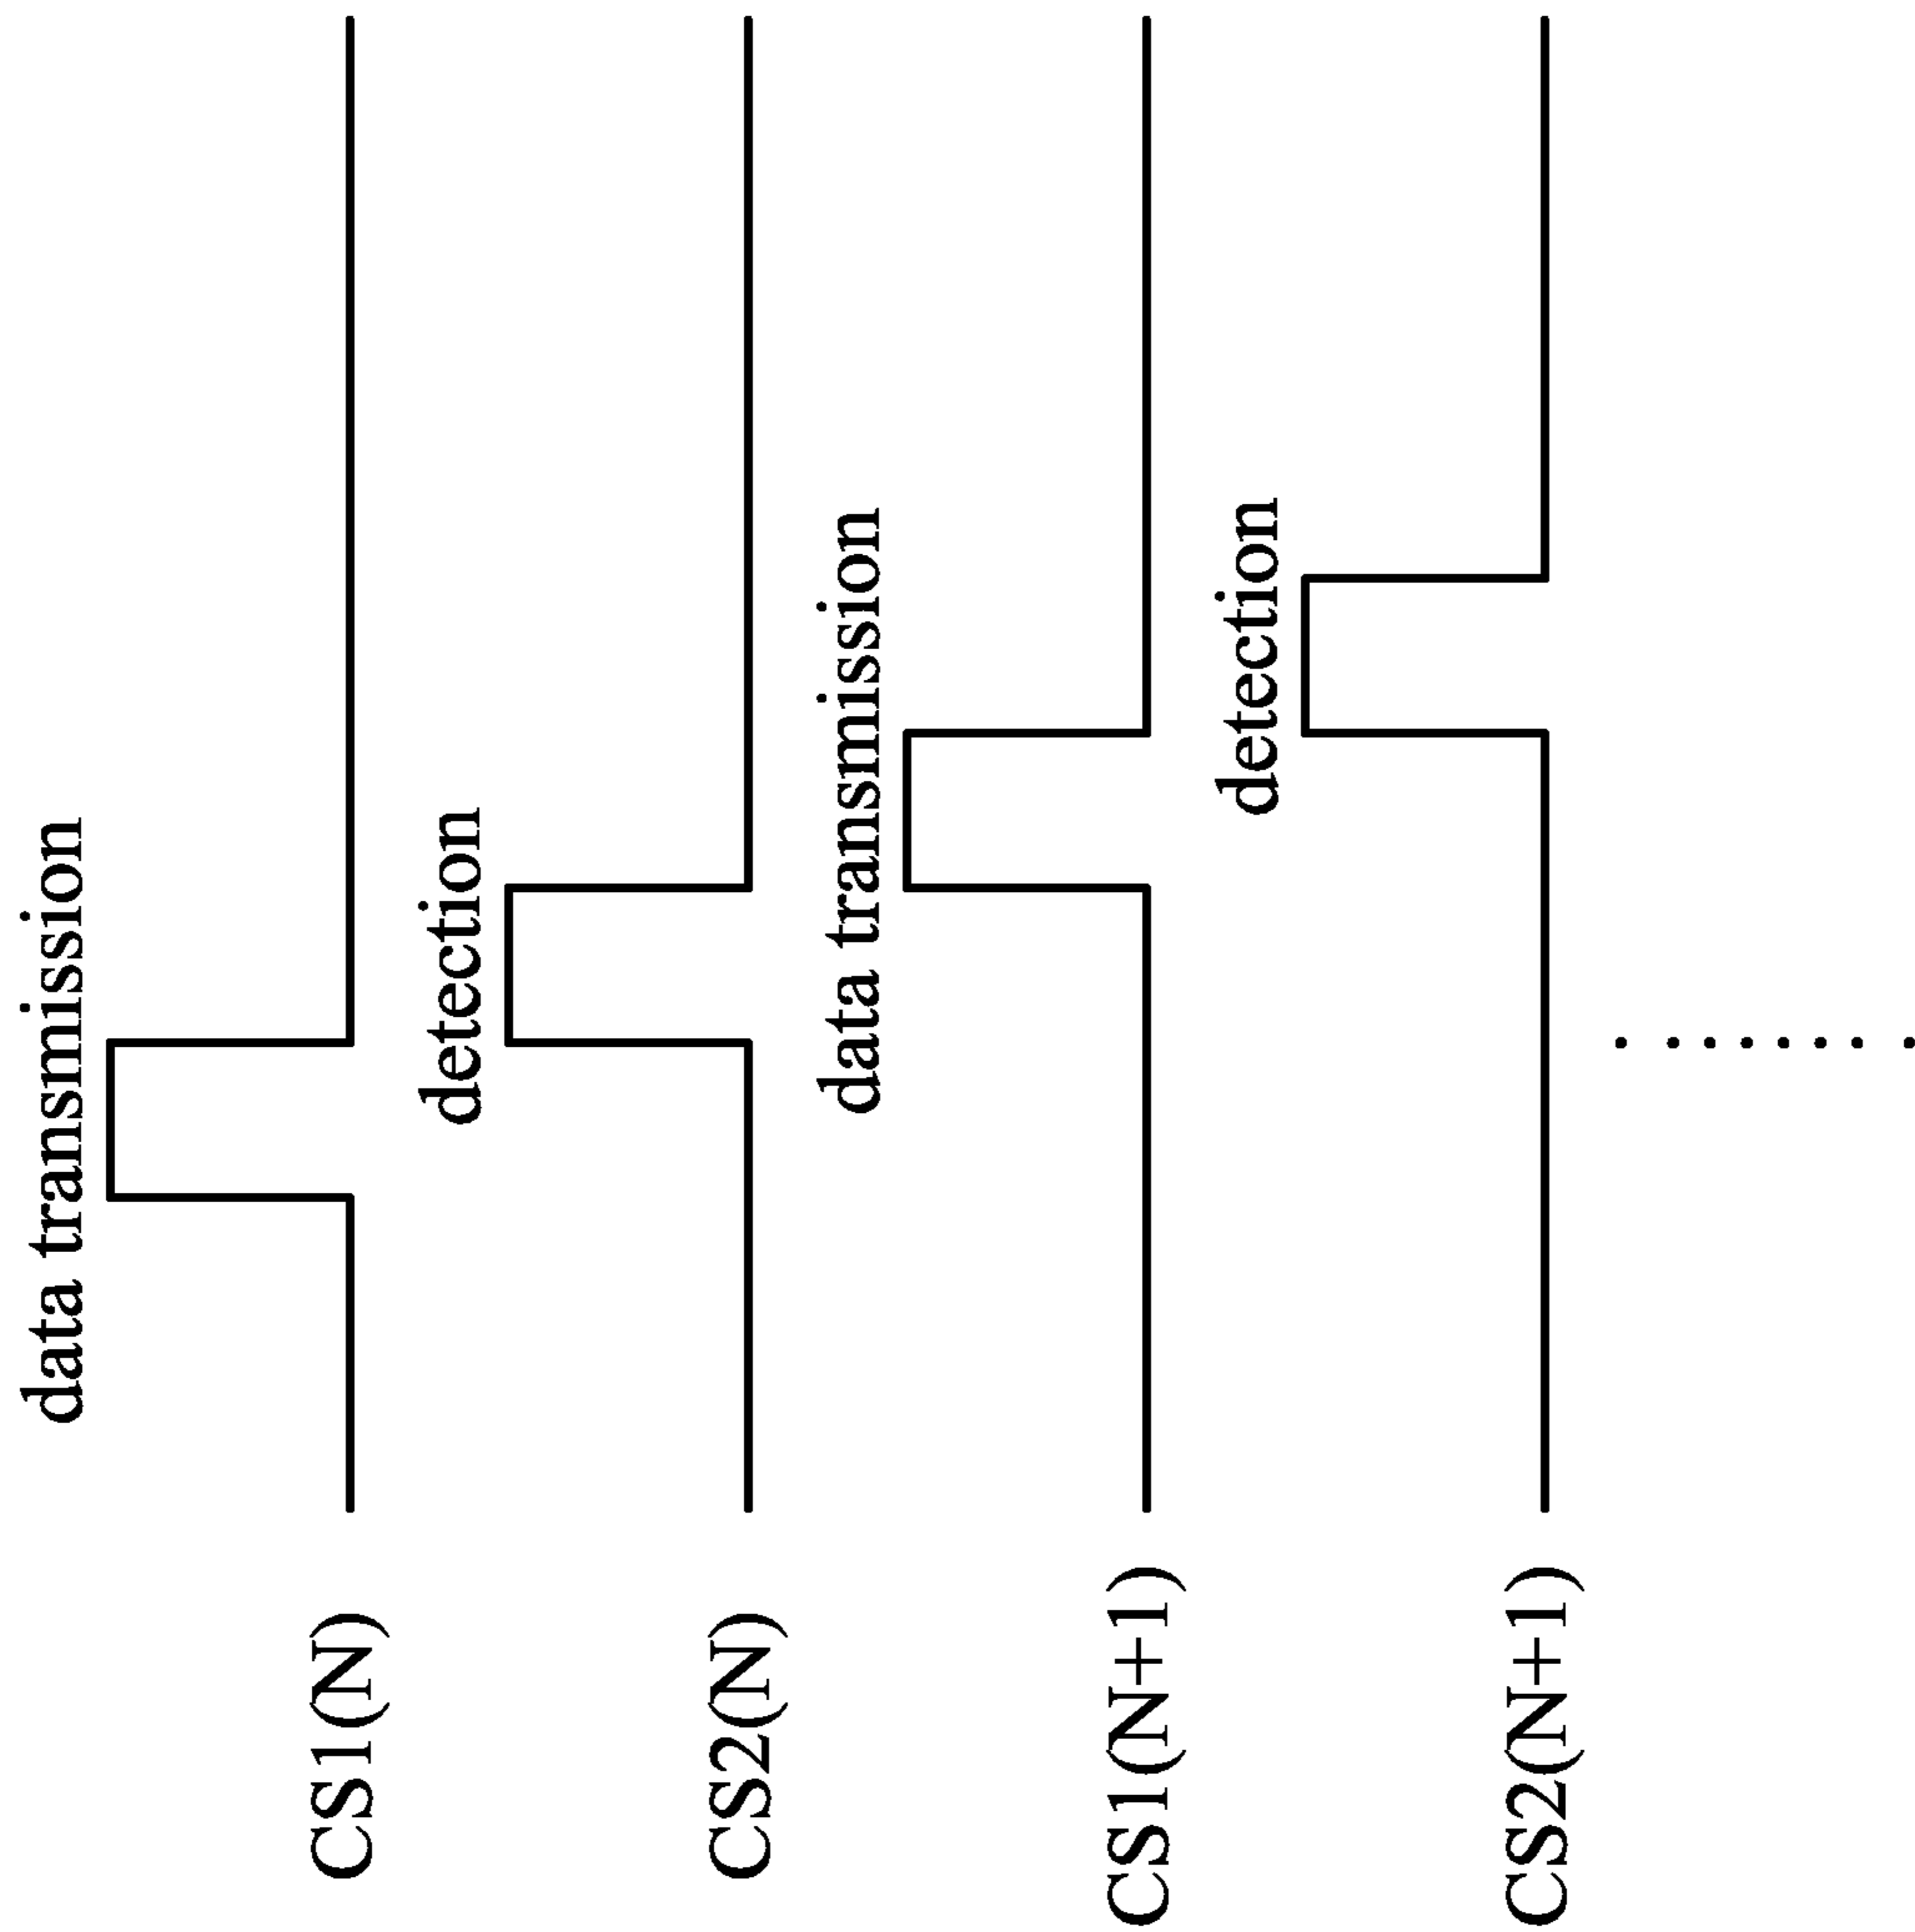 data transmission
CS1(N)
detection
CS2(N)
data transmission
CS1(N+1)
detection
CS2(N+1)